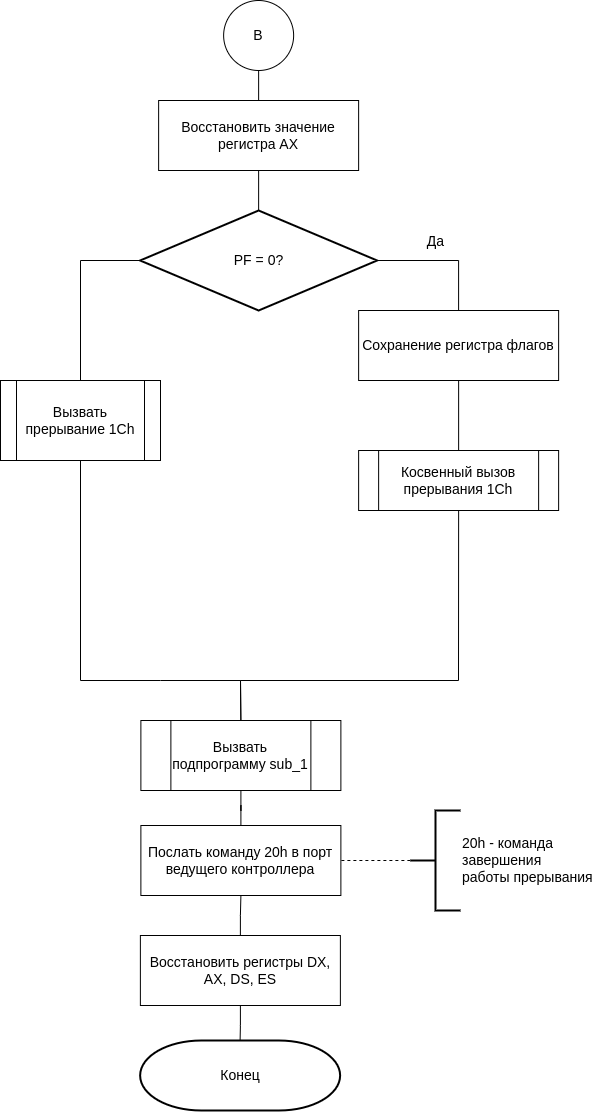 B
Восстановить значение
регистра AX
PF = 0?
Да
Сохранение регистра флагов
Вызвать
прерывание 1Ch
Косвенный вызов
прерывания 1Ch
Вызвать
подпрограмму sub_1
Послать команду 20h в порт
ведущего контроллера
20h - команда
завершения
работы прерывания
Восстановить регистры DX,
AX, DS, ES
Конец